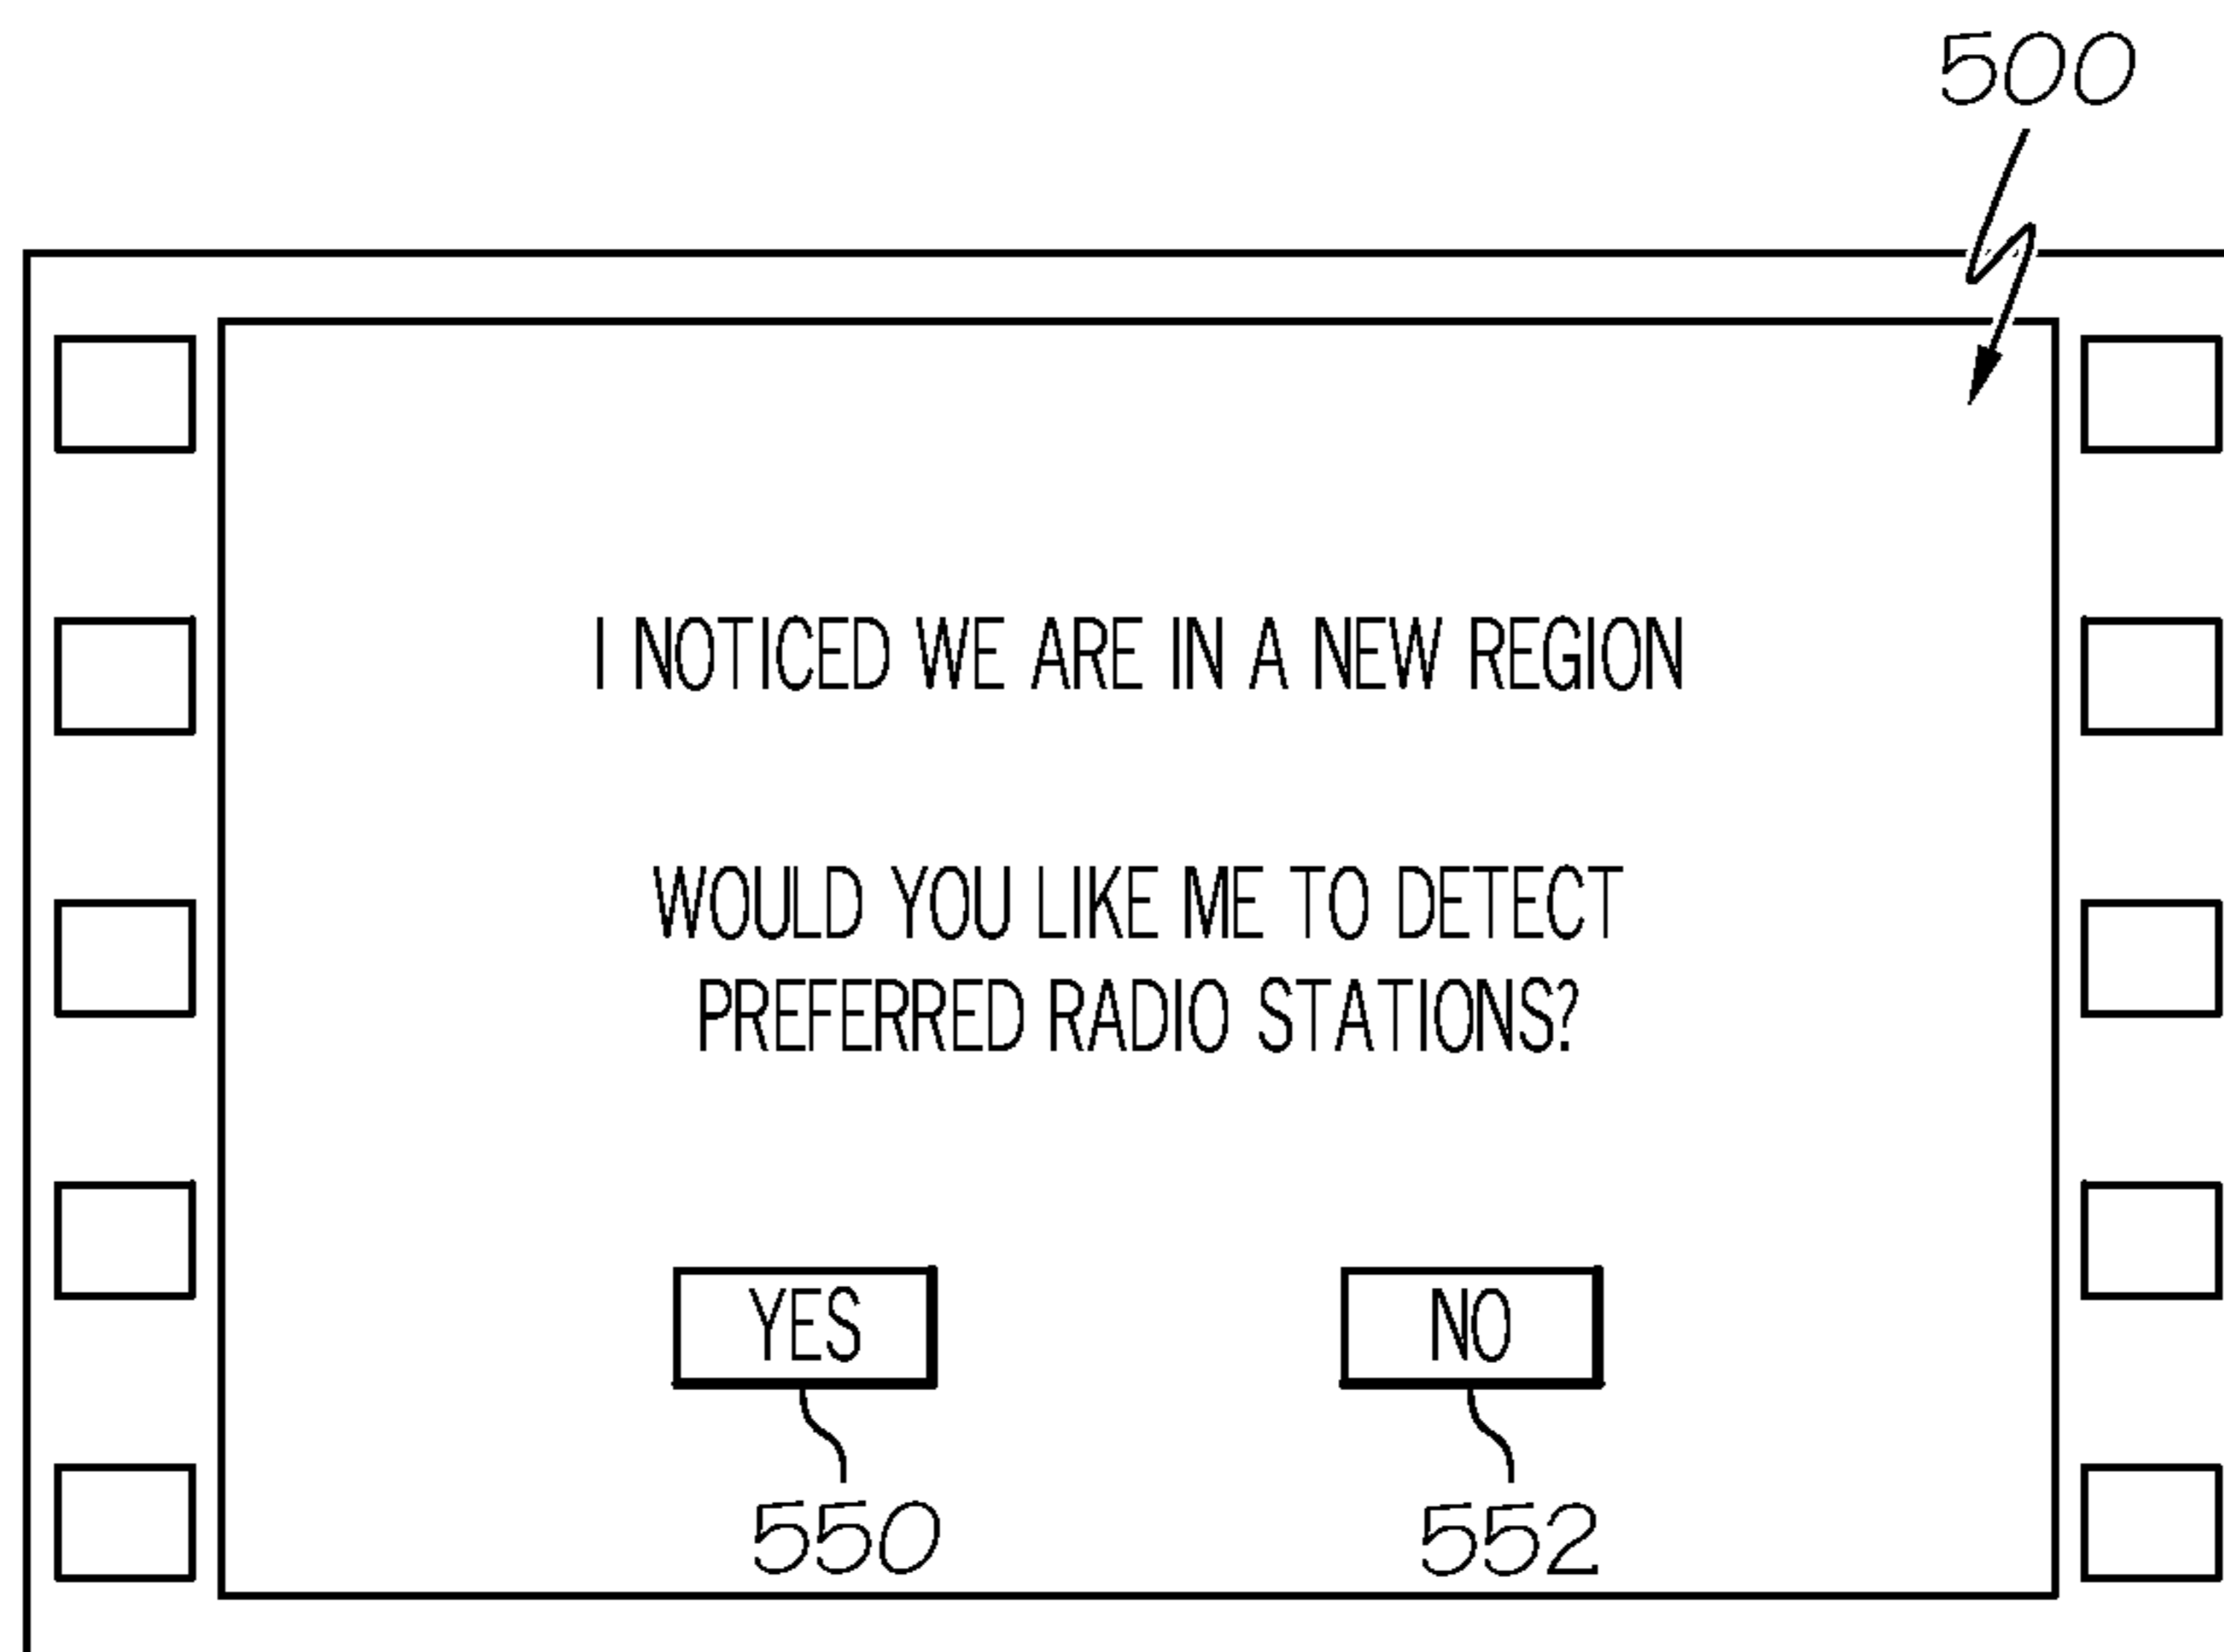 500
I NOTICED WE ARE IN A NEW REGION
WOULD YOU LIKE ME TO DETECT
PREFERRED RADIO STATIONS?
YES NO
550 552